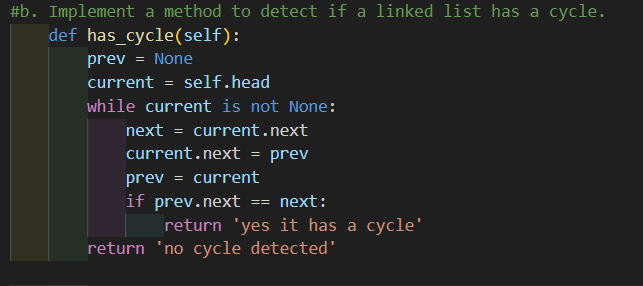 #b. Implement a method to detect if a linked list has a cycle.
    def has_cycle(self):
        prev = None
        current = self.head
        while current is not None:
            next = current.next
            current.next = prev
            prev = current
            if prev.next == next:
                return 'yes it has a cycle'
        return 'no cycle detected'